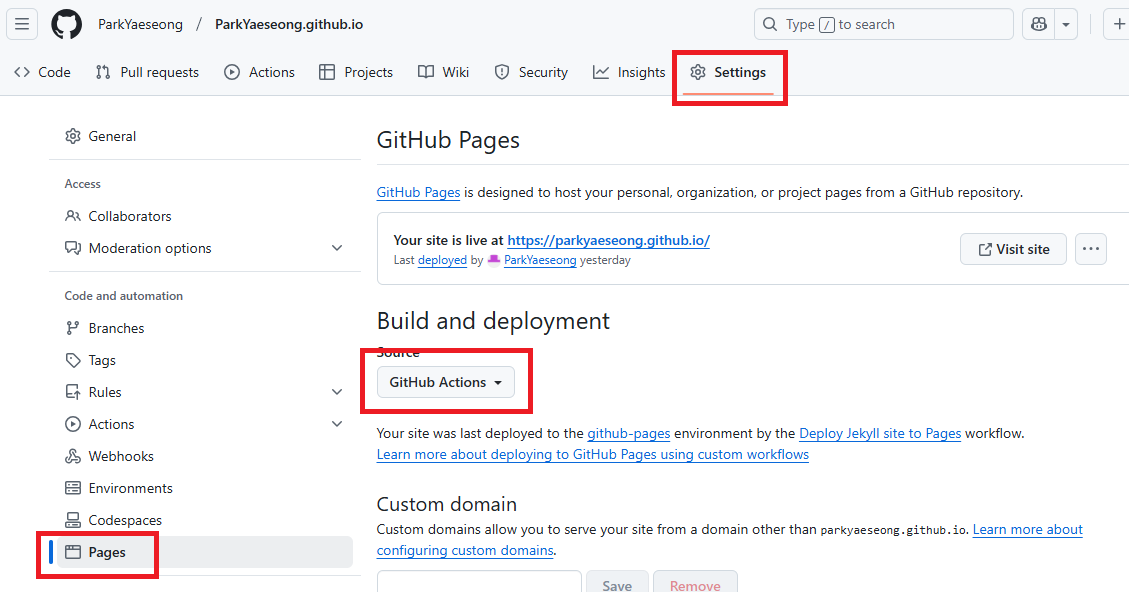 ParkYaeseong / ParkYaeseong.github.io
Type / to search
Code Pull requests Actions Projects Wiki Security Insights Settings
General
Access
Collaborators
Moderation options
Code and automation
Branches
Tags
Rules
Actions
Webhooks
Environments
Codespaces
Pages
GitHub Pages
GitHub Pages is designed to host your personal, organization, or project pages from a GitHub repository.
Your site is live at https://parkyaeseong.github.io/
Last deployed by ParkYaeseong yesterday
Visit site
Build and deployment
Source
GitHub Actions
Your site was last deployed to the github-pages environment by the Deploy Jekyll site to Pages workflow.
Learn more about deploying to GitHub Pages using custom workflows
Custom domain
Custom domains allow you to serve your site from a domain other than parkyaeseong.github.io. Learn more about
configuring custom domains.
Save Remove